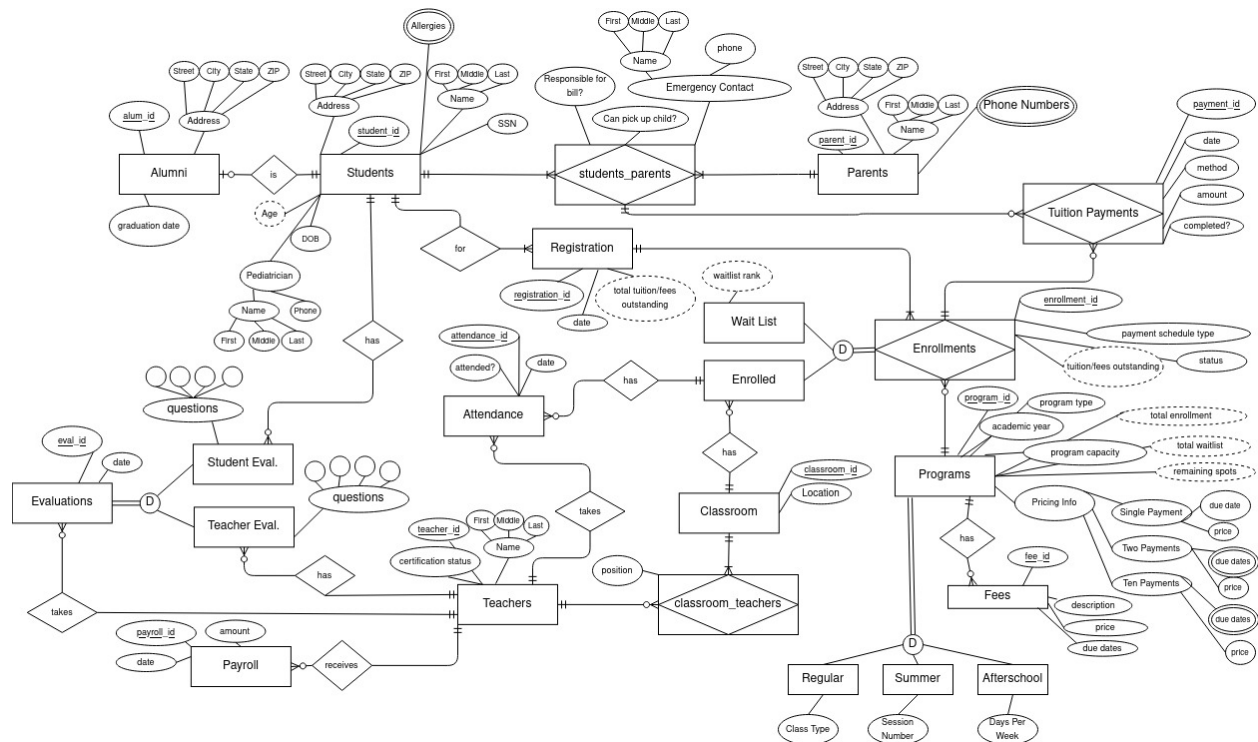 Allergies
First
Middle
Last
Name
phone
Responsible for
bill?
Emergency Contact
Can pick up child?
Street
City
State
ZIP
Address
alum_id
Street
City
State
ZIP
Address
First
Middle
Last
Name
student_id
SSN
Street
City
State
ZIP
Address
First
Middle
Last
Name
parent_id
Phone Numbers
payment_id
date
method
amount
completed?
Alumni
is
Students
students_parents
Parents
Tuition Payments
graduation date
Age
DOB
Pediatrician
Name
Phone
First
Middle
Last
for
Registration
registration_id
date
total tuition/fees
outstanding
waitlist rank
Wait List
D
Enrollments
enrollment_id
payment schedule type
status
tuition/fees outstanding
has
attendance_id
attended?
date
has
Enrolled
Attendance
questions
eval_id
date
Student Eval.
Evaluations
D
Teacher Eval.
questions
has
classroom_id
Location
Classroom
takes
program_id
program type
academic year
program capacity
total enrollment
total waitlist
remaining spots
Programs
Pricing Info
Single Payment
due date
price
Two Payments
due dates
price
Ten Payments
due dates
price
has
fee_id
Fees
description
price
due dates
teacher_id
First
Middle
Last
Name
certification status
has
Teachers
position
classroom_teachers
takes
payroll_id
amount
date
Payroll
receives
D
Regular
Summer
Afterschool
Class Type
Session
Number
Days Per
Week